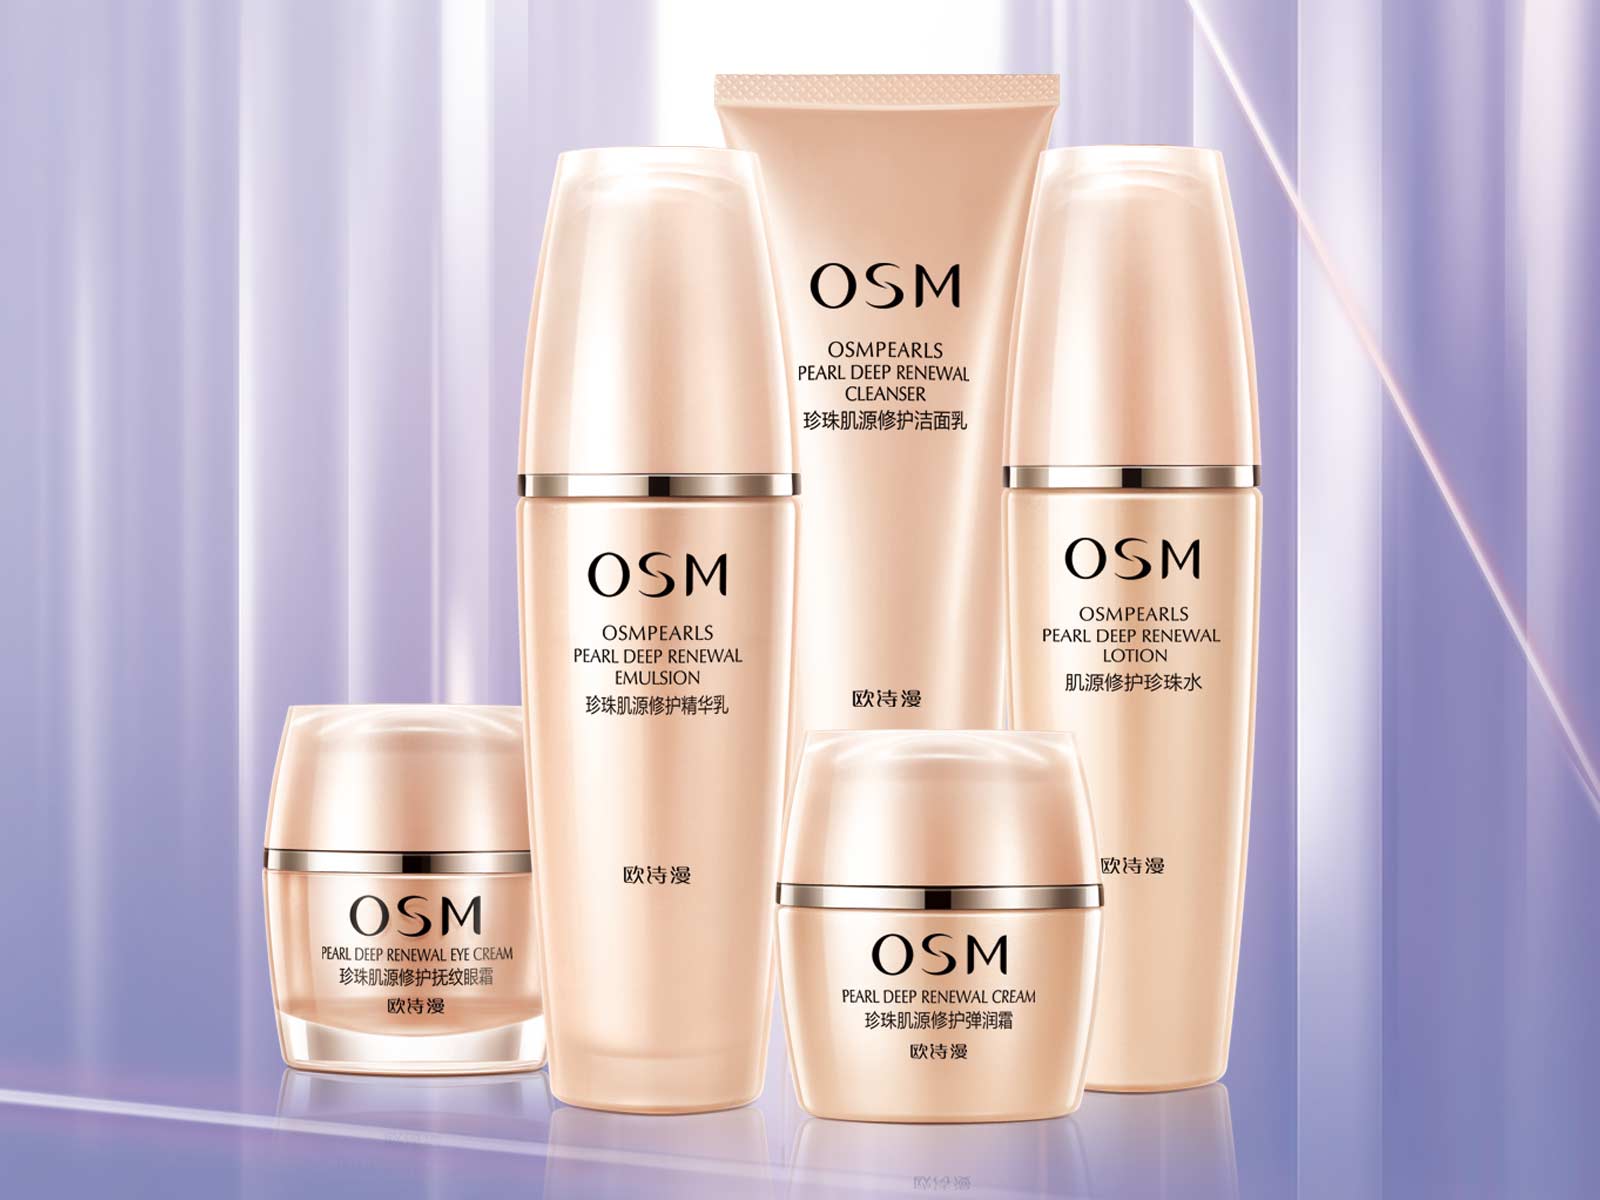 OSM
OSMPEARLS
PEARL DEEP RENEWAL
CLEANSER
珍珠肌源修护洁面乳
欧诗漫
OSM
OSMPEARLS
PEARL DEEP RENEWAL
EMULSION
珍珠肌源修护精华乳
欧诗漫
OSM
OSMPEARLS
PEARL DEEP RENEWAL
LOTION
肌源修护珍珠水
欧诗漫
OSM
PEARL DEEP RENEWAL EYE CREAM
珍珠肌源修护抚纹眼霜
欧诗漫
OSM
PEARL DEEP RENEWAL CREAM
珍珠肌源修护弹润霜
欧诗漫